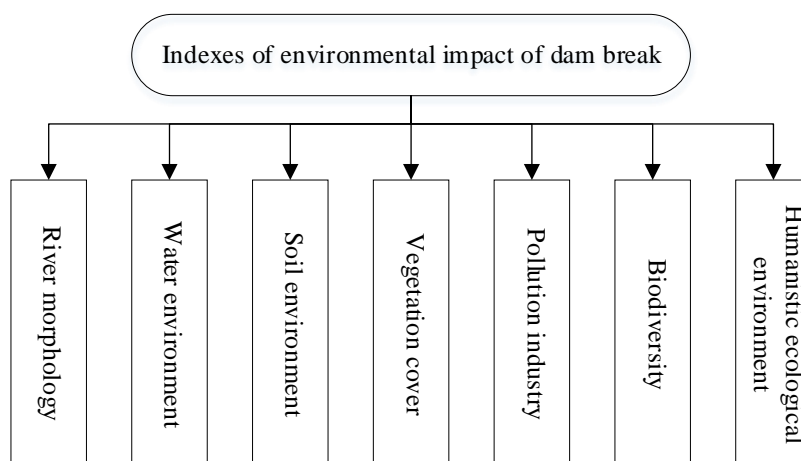 Indexes of environmental impact of dam break
River morphology
Water environment
Soil environment
Vegetation cover
Pollution industry
Biodiversity
Humanistic ecological
environment